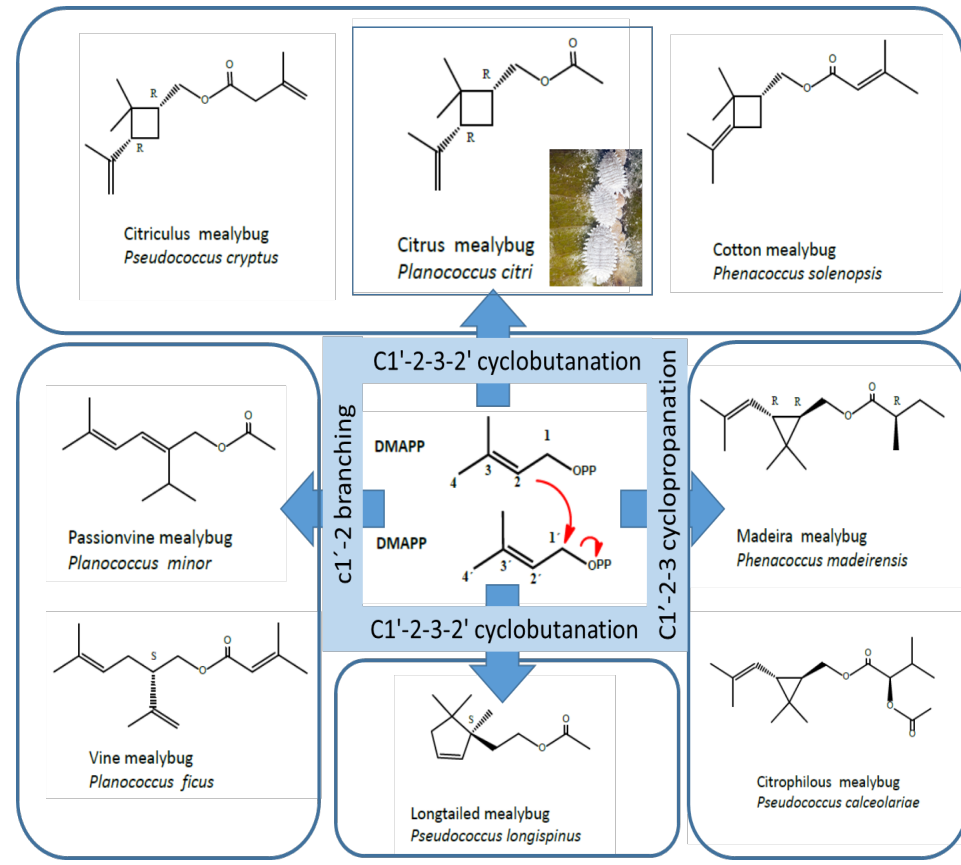 R
O
O
R
Citriculus mealybug
Pseudococcus cryptus
R
O
O
R
Citrus mealybug
Planococcus citri
R
O
O
Cotton mealybug
Phenacoccus solenopsis
C1'-2-3-2' cyclobutanation
c1´-2 branching
C1´-2-3 cyclopropanation
DMAPP
1
OPP
3
2
4
DMAPP
1´
OPP
3´
2´
4´
C1'-2-3-2' cyclobutanation
O
O
Passionvine mealybug
Planococcus minor
S
O
O
Vine mealybug
Planococcus ficus
S
O
O
Longtailed mealybug
Pseudococcus longispinus
R
R
O
O
R
Madeira mealybug
Phenacoccus madeirensis
O
O
R
O
O
Citrophilous mealybug
Pseudococcus calceolariae